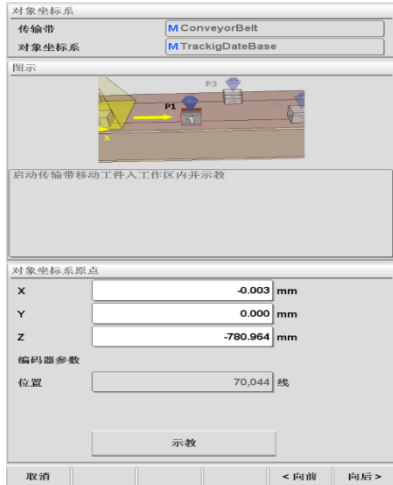 对象坐标系
传输带 M ConveyorBelt
对象坐标系 M TrackigDateBase
图示
P3
P1
1
X
启动传输带移动工件入工作区内并示教
对象坐标系原点
X -0.003 mm
Y 0.000 mm
Z -780.964 mm
编码器参数
位置 70,044 线
示教
取消 < 向前 向后 >